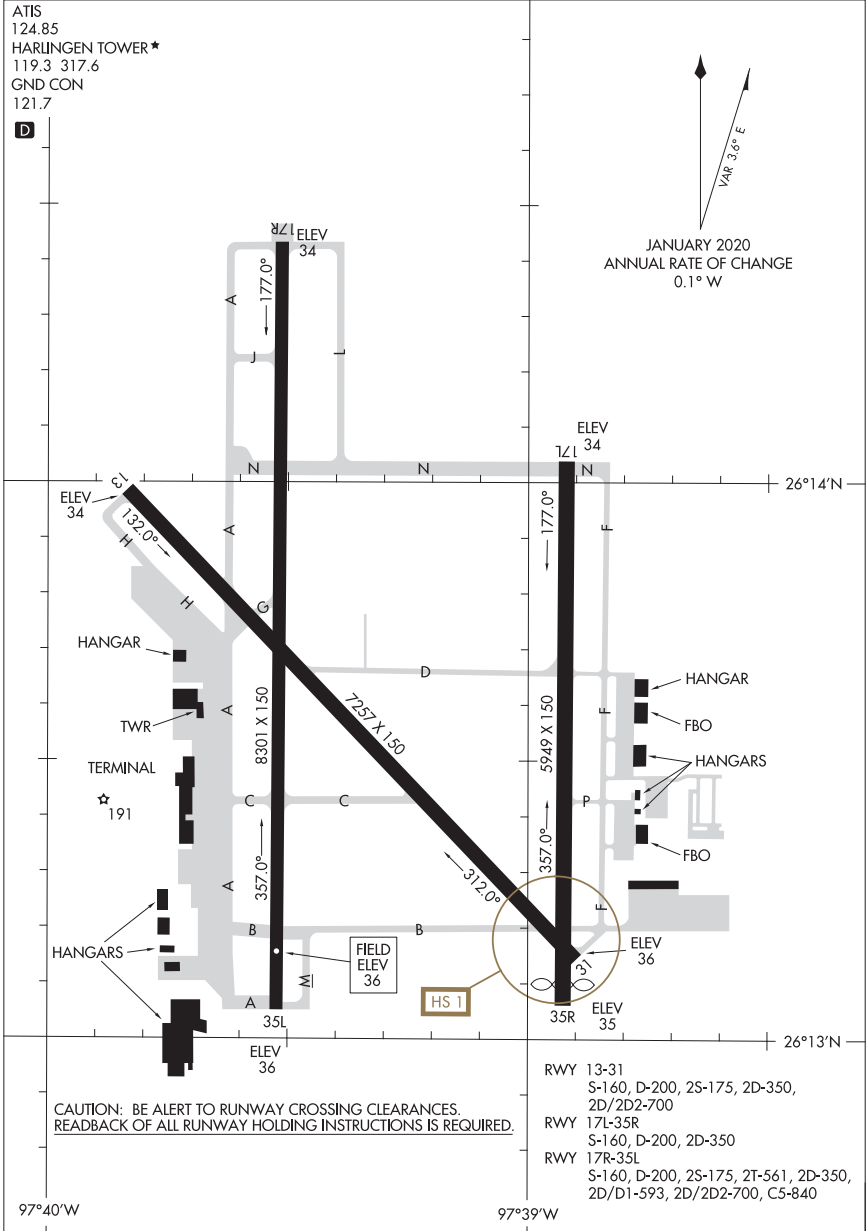 ATIS
124.85
HARLINGEN TOWER★
119.3 317.6
GND CON
121.7
D
VAR 3.6° E
JANUARY 2020
ANNUAL RATE OF CHANGE
0.1° W
17R
ELEV
34
177.0°
A
J
L
ELEV
34
17L
N
N
N
26°14'N
13
ELEV
34
132.0°
H
H
A
G
177.0°
F
HANGAR
TWR
A
D
7257 X 150
8301 X 150
5949 X 150
F
HANGAR
FBO
HANGARS
TERMINAL
191
C
C
P
357.0°
357.0°
312.0°
FBO
A
F
B
B
HANGARS
FIELD
ELEV
36
M
HS 1
31
ELEV
36
A
35L
35R
ELEV
35
ELEV
36
26°13'N
CAUTION: BE ALERT TO RUNWAY CROSSING CLEARANCES.
READBACK OF ALL RUNWAY HOLDING INSTRUCTIONS IS REQUIRED.
RWY 13-31
S-160, D-200, 2S-175, 2D-350,
2D/2D2-700
RWY 17L-35R
S-160, D-200, 2D-350
RWY 17R-35L
S-160, D-200, 2S-175, 2T-561, 2D-350,
2D/D1-593, 2D/2D2-700, C5-840
97°40'W
97°39'W